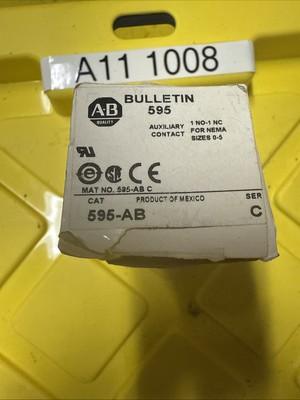 A11 1008
A-B
QUALITY
BULLETIN
595
AUXILIARY 1 NO-1 NC
CONTACT FOR NEMA
SIZES 0-5
MAT NO. 595-AB C
CAT PRODUCT OF MEXICO SER
595-AB C